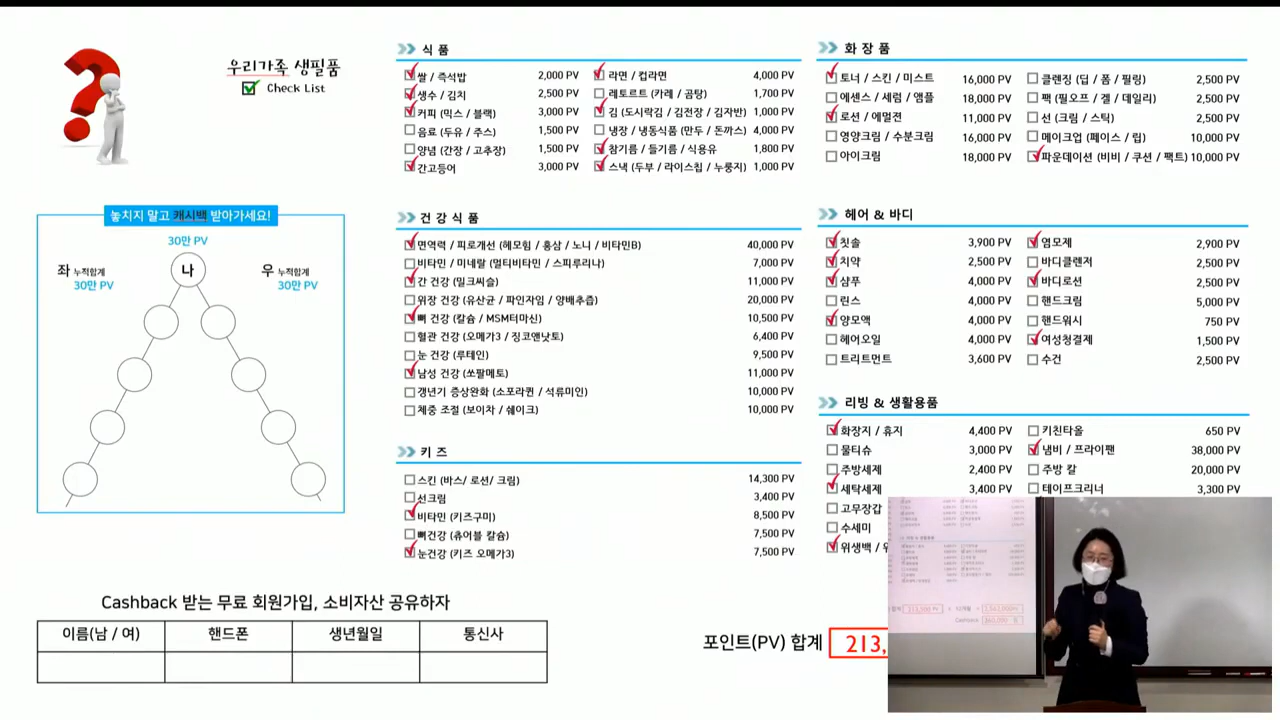 우리가족 생필품
Check List
놓치지 말고 캐시백 받아가세요!
30만 PV
좌 누적합계
30만 PV
나
우 누적합계
30만 PV
식 품
쌀 / 즉석밥 2,000 PV
생수 / 김치 2,500 PV
커피 (믹스 / 블랙) 3,000 PV
음료 (두유 / 주스) 1,500 PV
양념 (간장 / 고추장) 1,500 PV
간고등어 3,000 PV
라면 / 컵라면 4,000 PV
레토르트 (카레 / 곰탕) 1,700 PV
김 (도시락김 / 김전장 / 김자반) 1,000 PV
냉장 / 냉동식품 (만두 / 돈까스) 4,000 PV
참기름 / 들기름 / 식용유 1,800 PV
스낵 (두부 / 라이스칩 / 누룽지) 1,000 PV
건 강 식 품
면역력 / 피로개선 (헤모힘 / 홍삼 / 노니 / 비타민B) 40,000 PV
비타민 / 미네랄 (멀티비타민 / 스피루리나) 7,000 PV
간 건강 (밀크씨슬) 11,000 PV
위장 건강 (유산균 / 파인자임 / 양배추즙) 20,000 PV
뼈 건강 (칼슘 / MSM터마신) 10,500 PV
혈관 건강 (오메가3 / 징코앤낫토) 6,400 PV
눈 건강 (루테인) 9,500 PV
남성 건강 (쏘팔메토) 11,000 PV
갱년기 증상완화 (소포라퀸 / 석류미인) 10,000 PV
체중 조절 (보이차 / 쉐이크) 10,000 PV
키 즈
스킨 (바스/ 로션/ 크림) 14,300 PV
선크림 3,400 PV
비타민 (키즈구미) 8,500 PV
뼈건강 (츄어블 칼슘) 7,500 PV
눈건강 (키즈 오메가3) 7,500 PV
화 장 품
토너 / 스킨 / 미스트 16,000 PV
에센스 / 세럼 / 앰플 18,000 PV
로션 / 에멀젼 11,000 PV
영양크림 / 수분크림 16,000 PV
아이크림 18,000 PV
클렌징 (딥 / 폼 / 필링) 2,500 PV
팩 (필오프 / 겔 / 데일리) 2,500 PV
선 (크림 / 스틱) 2,500 PV
메이크업 (페이스 / 립) 10,000 PV
파운데이션 (비비 / 쿠션 / 팩트) 10,000 PV
헤어 & 바디
칫솔 3,900 PV
치약 2,500 PV
샴푸 4,000 PV
린스 4,000 PV
양모액 4,000 PV
헤어오일 4,000 PV
트리트먼트 3,600 PV
염모제 2,900 PV
바디클렌저 2,500 PV
바디로션 2,500 PV
핸드크림 5,000 PV
핸드워시 750 PV
여성청결제 1,500 PV
수건 2,500 PV
리빙 & 생활용품
화장지 / 휴지 4,400 PV
물티슈 3,000 PV
주방세제 2,400 PV
세탁세제 3,400 PV
고무장갑
수세미
위생백 /
키친타올 650 PV
냄비 / 프라이팬 38,000 PV
주방 칼 20,000 PV
테이프크리너 3,300 PV
Cashback 받는 무료 회원가입, 소비자산 공유하자
이름(남 / 여) 핸드폰 생년월일 통신사
포인트(PV) 합계 213,